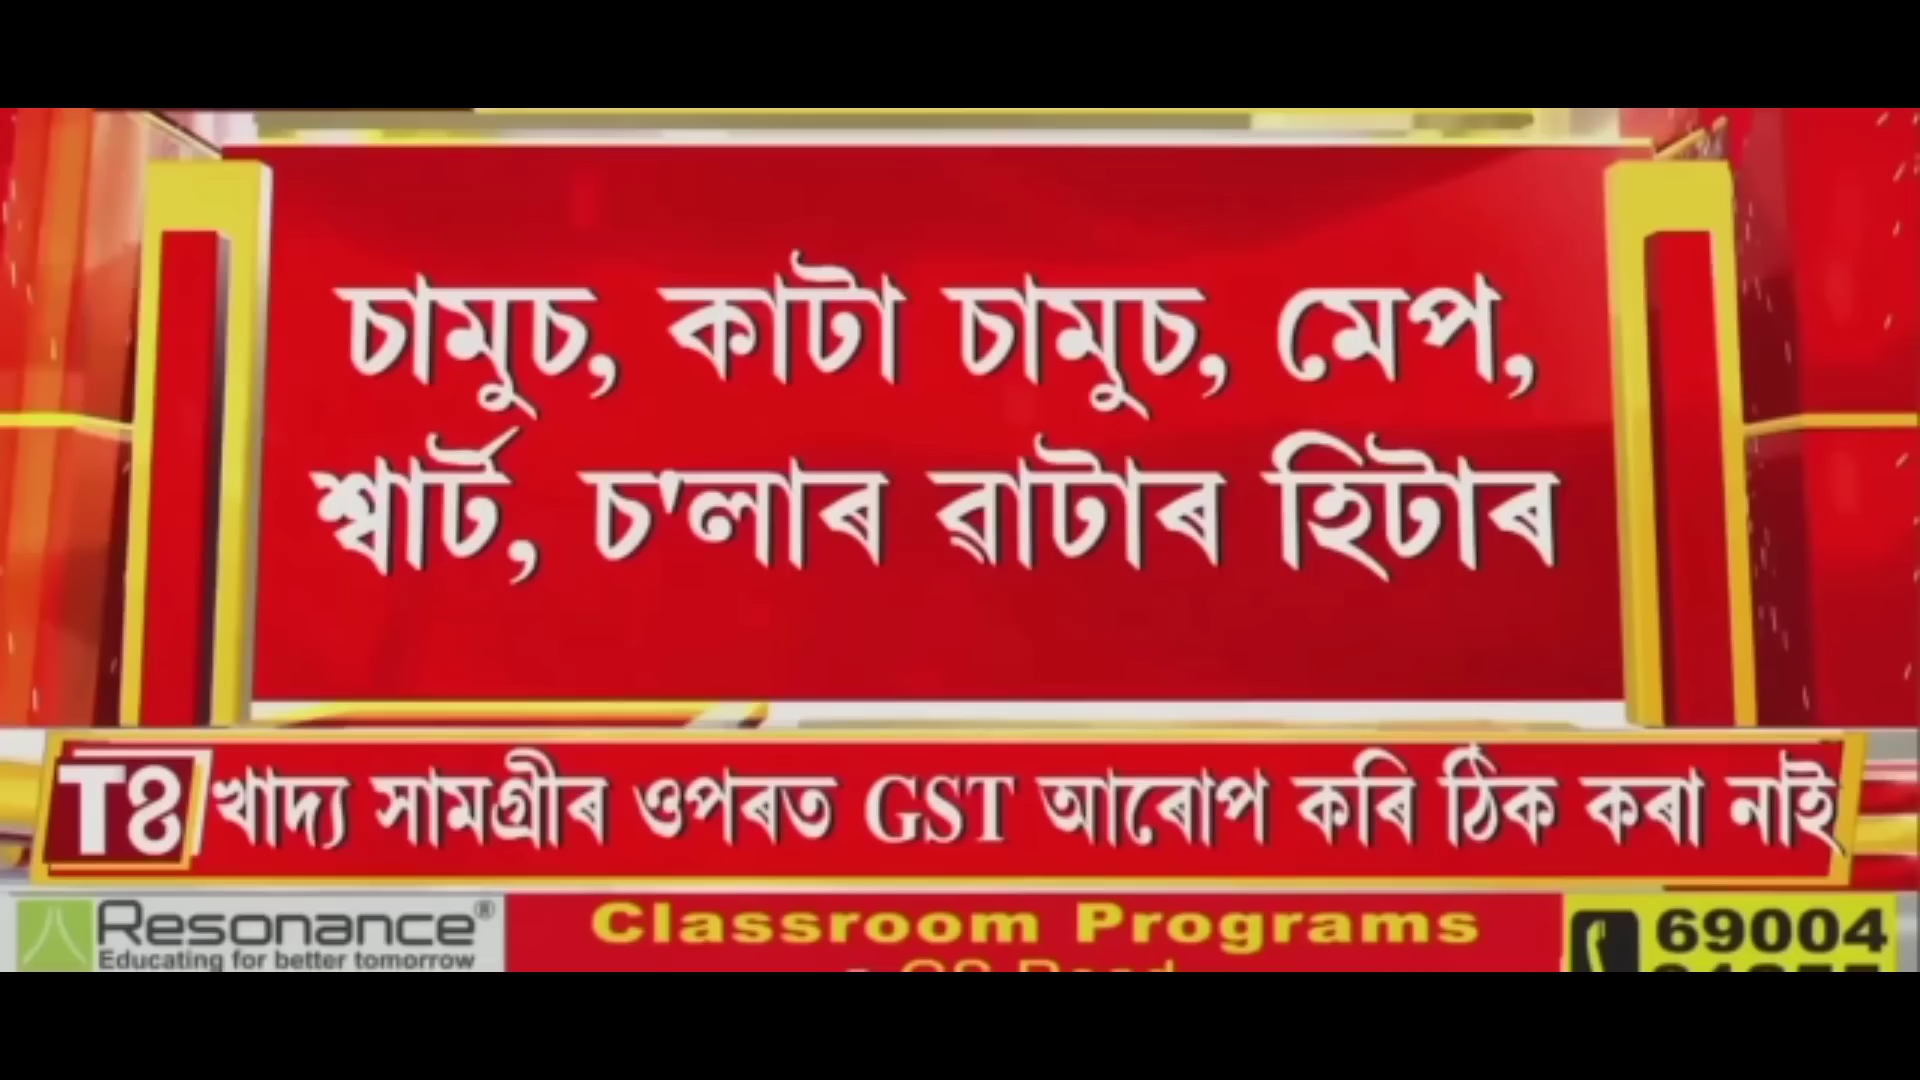 চামুচ, কাটা চামুচ, মেপ,
শ্বাৰ্ট, চ'লাৰ ৱাটাৰ হিটাৰ
T8 খাদ্য সামগ্ৰীৰ ওপৰত GST আৰোপ কৰি ঠিক কৰা নাই
Resonance®
Educating for better tomorrow
Classroom Programs
69004